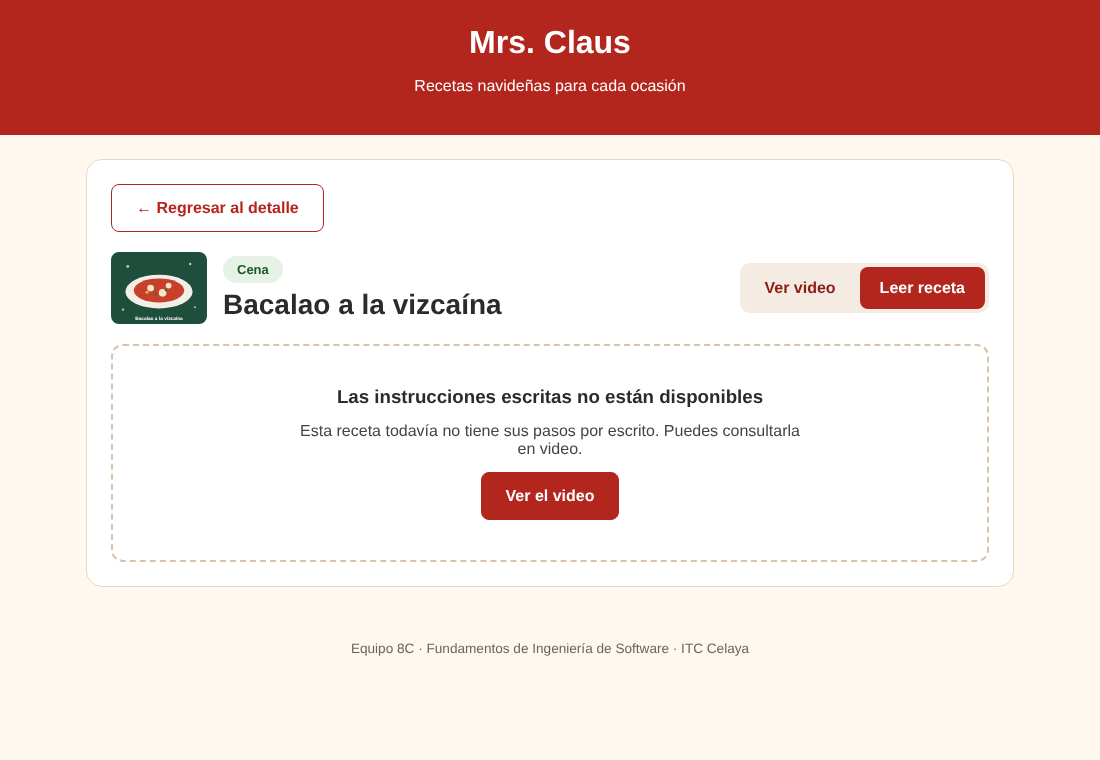 Mrs. Claus
Recetas navideñas para cada ocasión
← Regresar al detalle
Bacalao a la vizcaína
Cena
Bacalao a la vizcaína
Ver video
Leer receta
Las instrucciones escritas no están disponibles
Esta receta todavía no tiene sus pasos por escrito. Puedes consultarla
en video.
Ver el video
Equipo 8C · Fundamentos de Ingeniería de Software · ITC Celaya